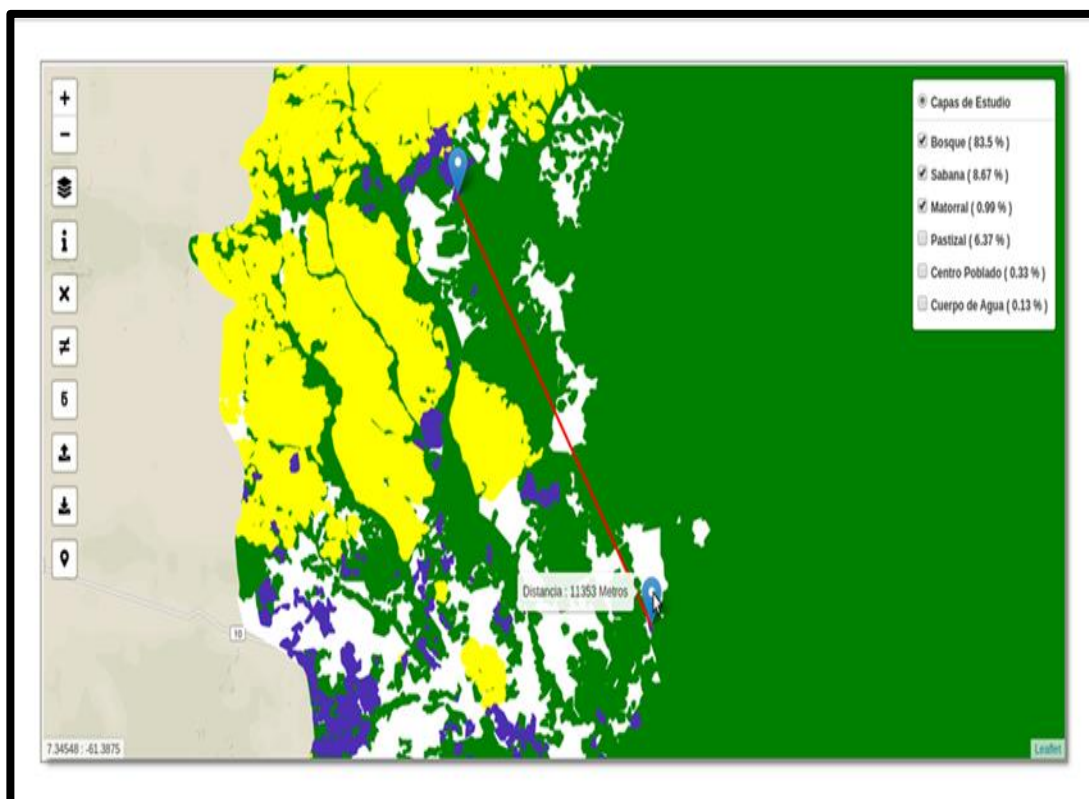 +
−
i
6
Capas de Estudio
Bosque ( 83.5 % )
Sabana ( 8.67 % )
Matorral ( 0.99 % )
Pastizal ( 6.37 % )
Centro Poblado ( 0.33 % )
Cuerpo de Agua ( 0.13 % )
Distancia : 11353 Metros
10
7.34548 : -61.3875
Leaflet